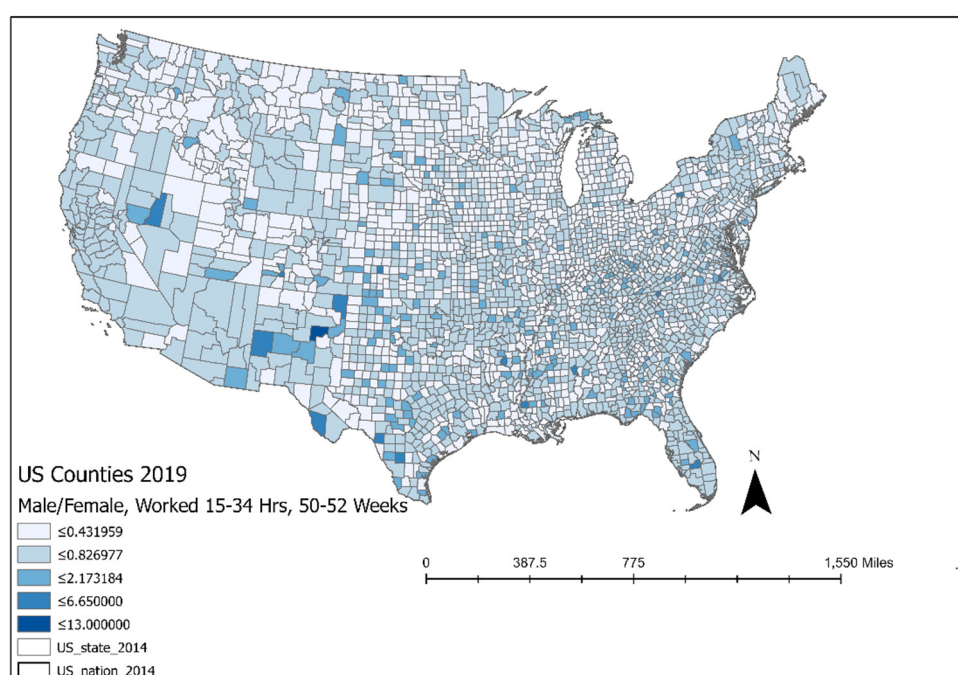 N
US Counties 2019
Male/Female, Worked 15-34 Hrs, 50-52 Weeks
≤0.431959
≤0.826977
≤2.173184
≤6.650000
≤13.000000
US_state_2014
US_nation_2014
0 387.5 775 1,550 Miles